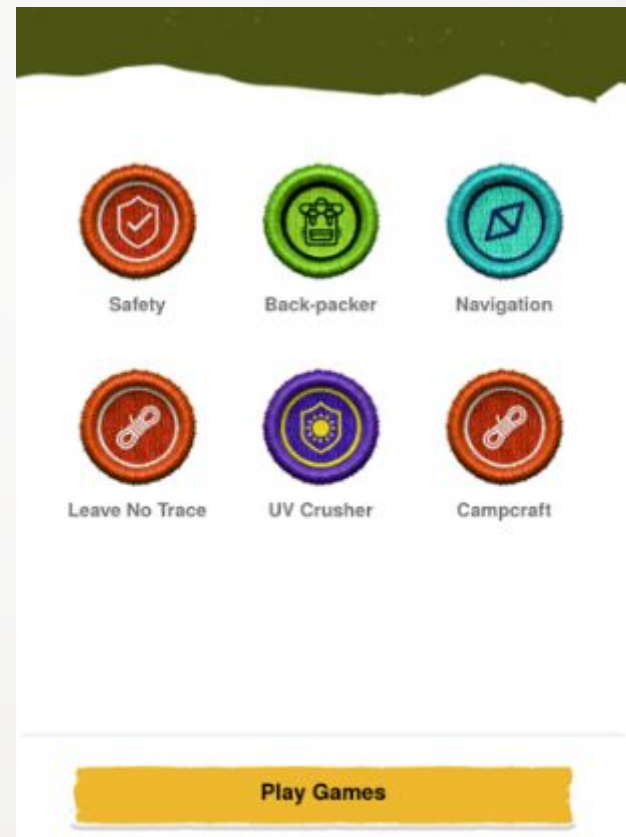 Safety
Back-packer
Navigation
Leave No Trace
UV Crusher
Campcraft
Play Games